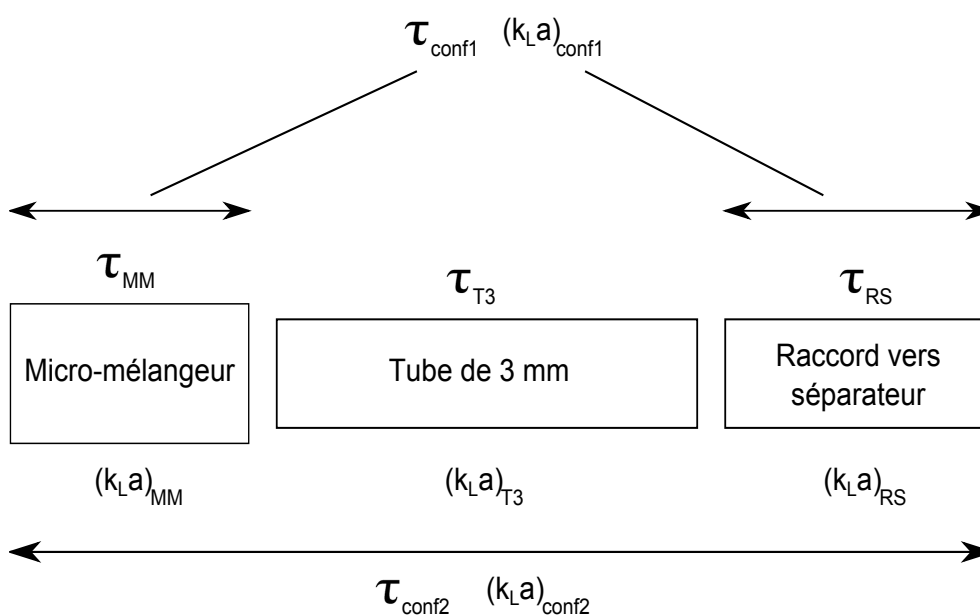 τconf1 (kLa)conf1
τMM τT3 τRS
Micro-mélangeur Tube de 3 mm Raccord vers
séparateur
(kLa)MM (kLa)T3 (kLa)RS
τconf2 (kLa)conf2